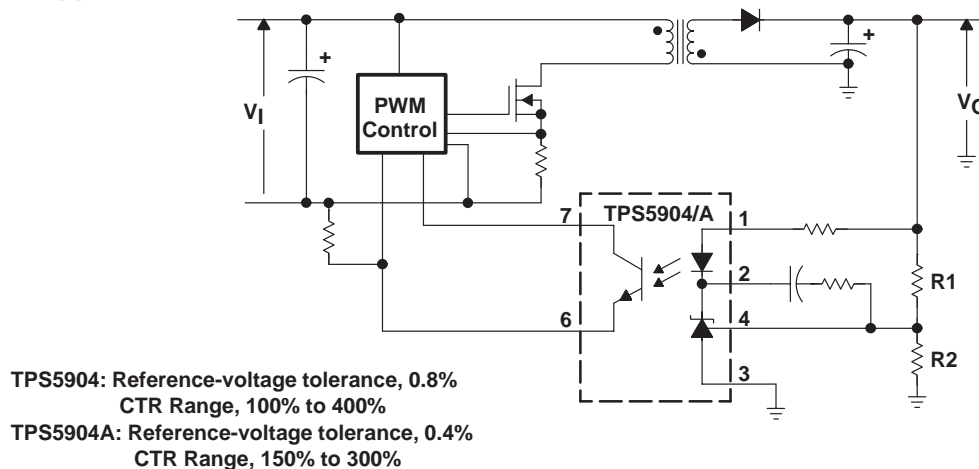 +
+
V_I
PWM
Control
V_O
7
TPS5904/A
1
2
R1
6
4
R2
3
TPS5904: Reference-voltage tolerance, 0.8%
CTR Range, 100% to 400%
TPS5904A: Reference-voltage tolerance, 0.4%
CTR Range, 150% to 300%